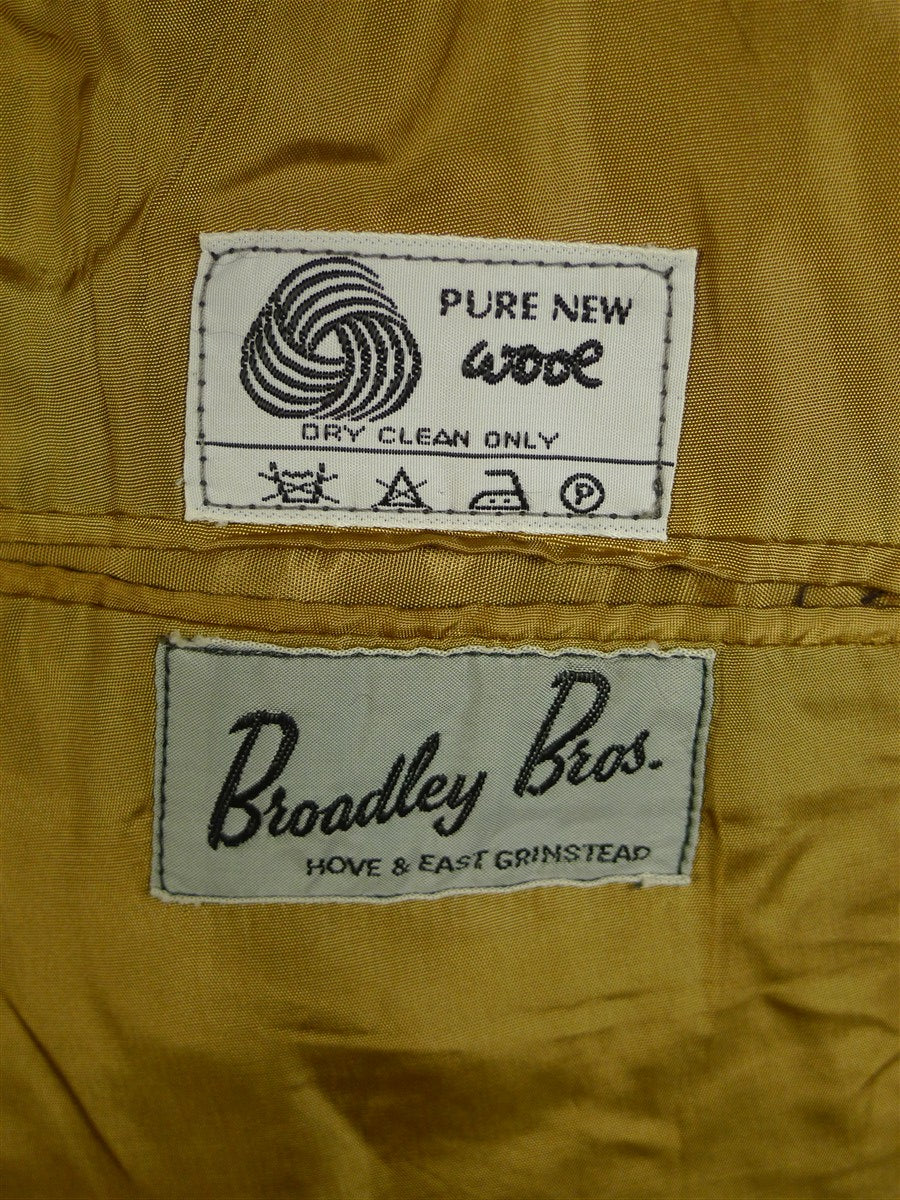 PURE NEW
wool
DRY CLEAN ONLY
P
Broadley Bros.
HOVE & EAST GRINSTEAD